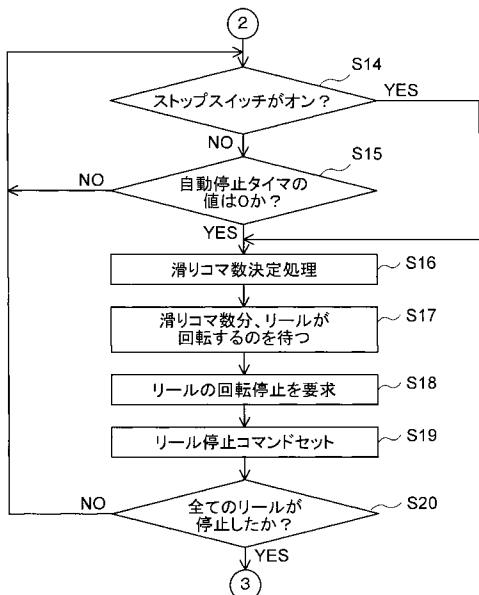 2
S14
ストップスイッチがオン？
YES
NO
S15
NO
自動停止タイマの
値は0か？
YES
滑りコマ数決定処理
S16
滑りコマ数分、リールが
回転するのを待つ
S17
リールの回転停止を要求
S18
リール停止コマンドセット
S19
NO
全てのリールが
停止したか？
S20
YES
3